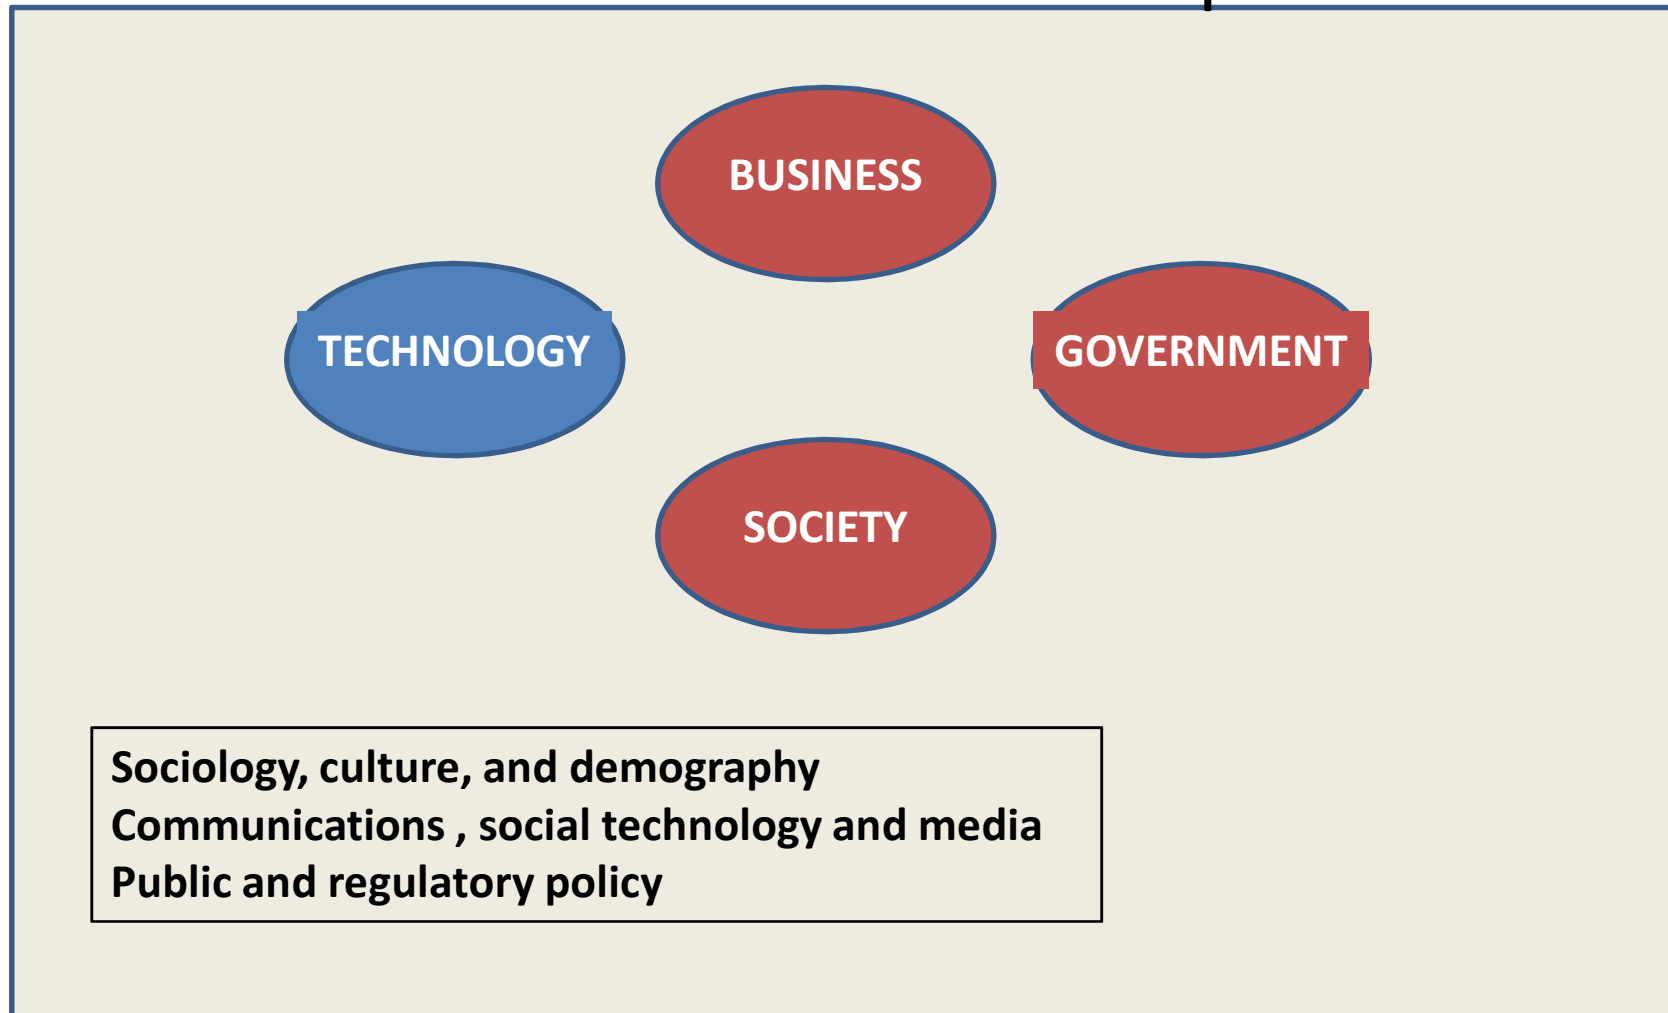 BUSINESS
TECHNOLOGY
GOVERNMENT
SOCIETY
Sociology, culture, and demography
Communications , social technology and media
Public and regulatory policy